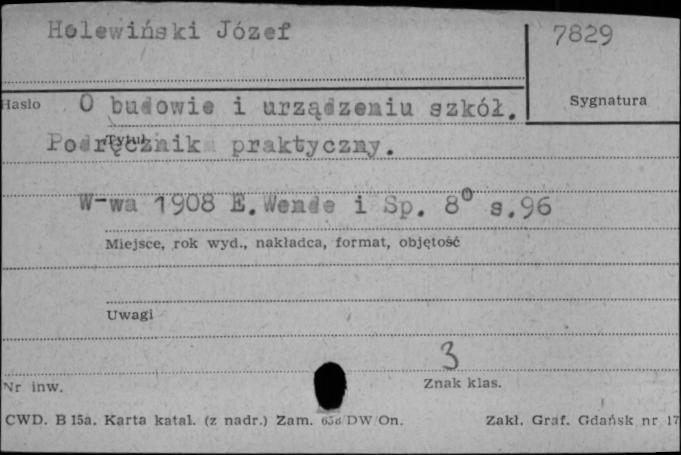 Holewiński Józef
7829
Hasło
O budowie i urządzeniu szkół.
Sygnatura
Tytuł
Podręcznik praktyczny.
W-wa 1908 E.Wende i Sp. 8° s.96
Miejsce, rok wyd., nakładca, format, objętość
Uwagi
3
Nr inw.
Znak klas.
CWD. B 15a. Karta katal. (z nadr.) Zam. DW On.
Zakł. Graf. Gdańsk nr 17